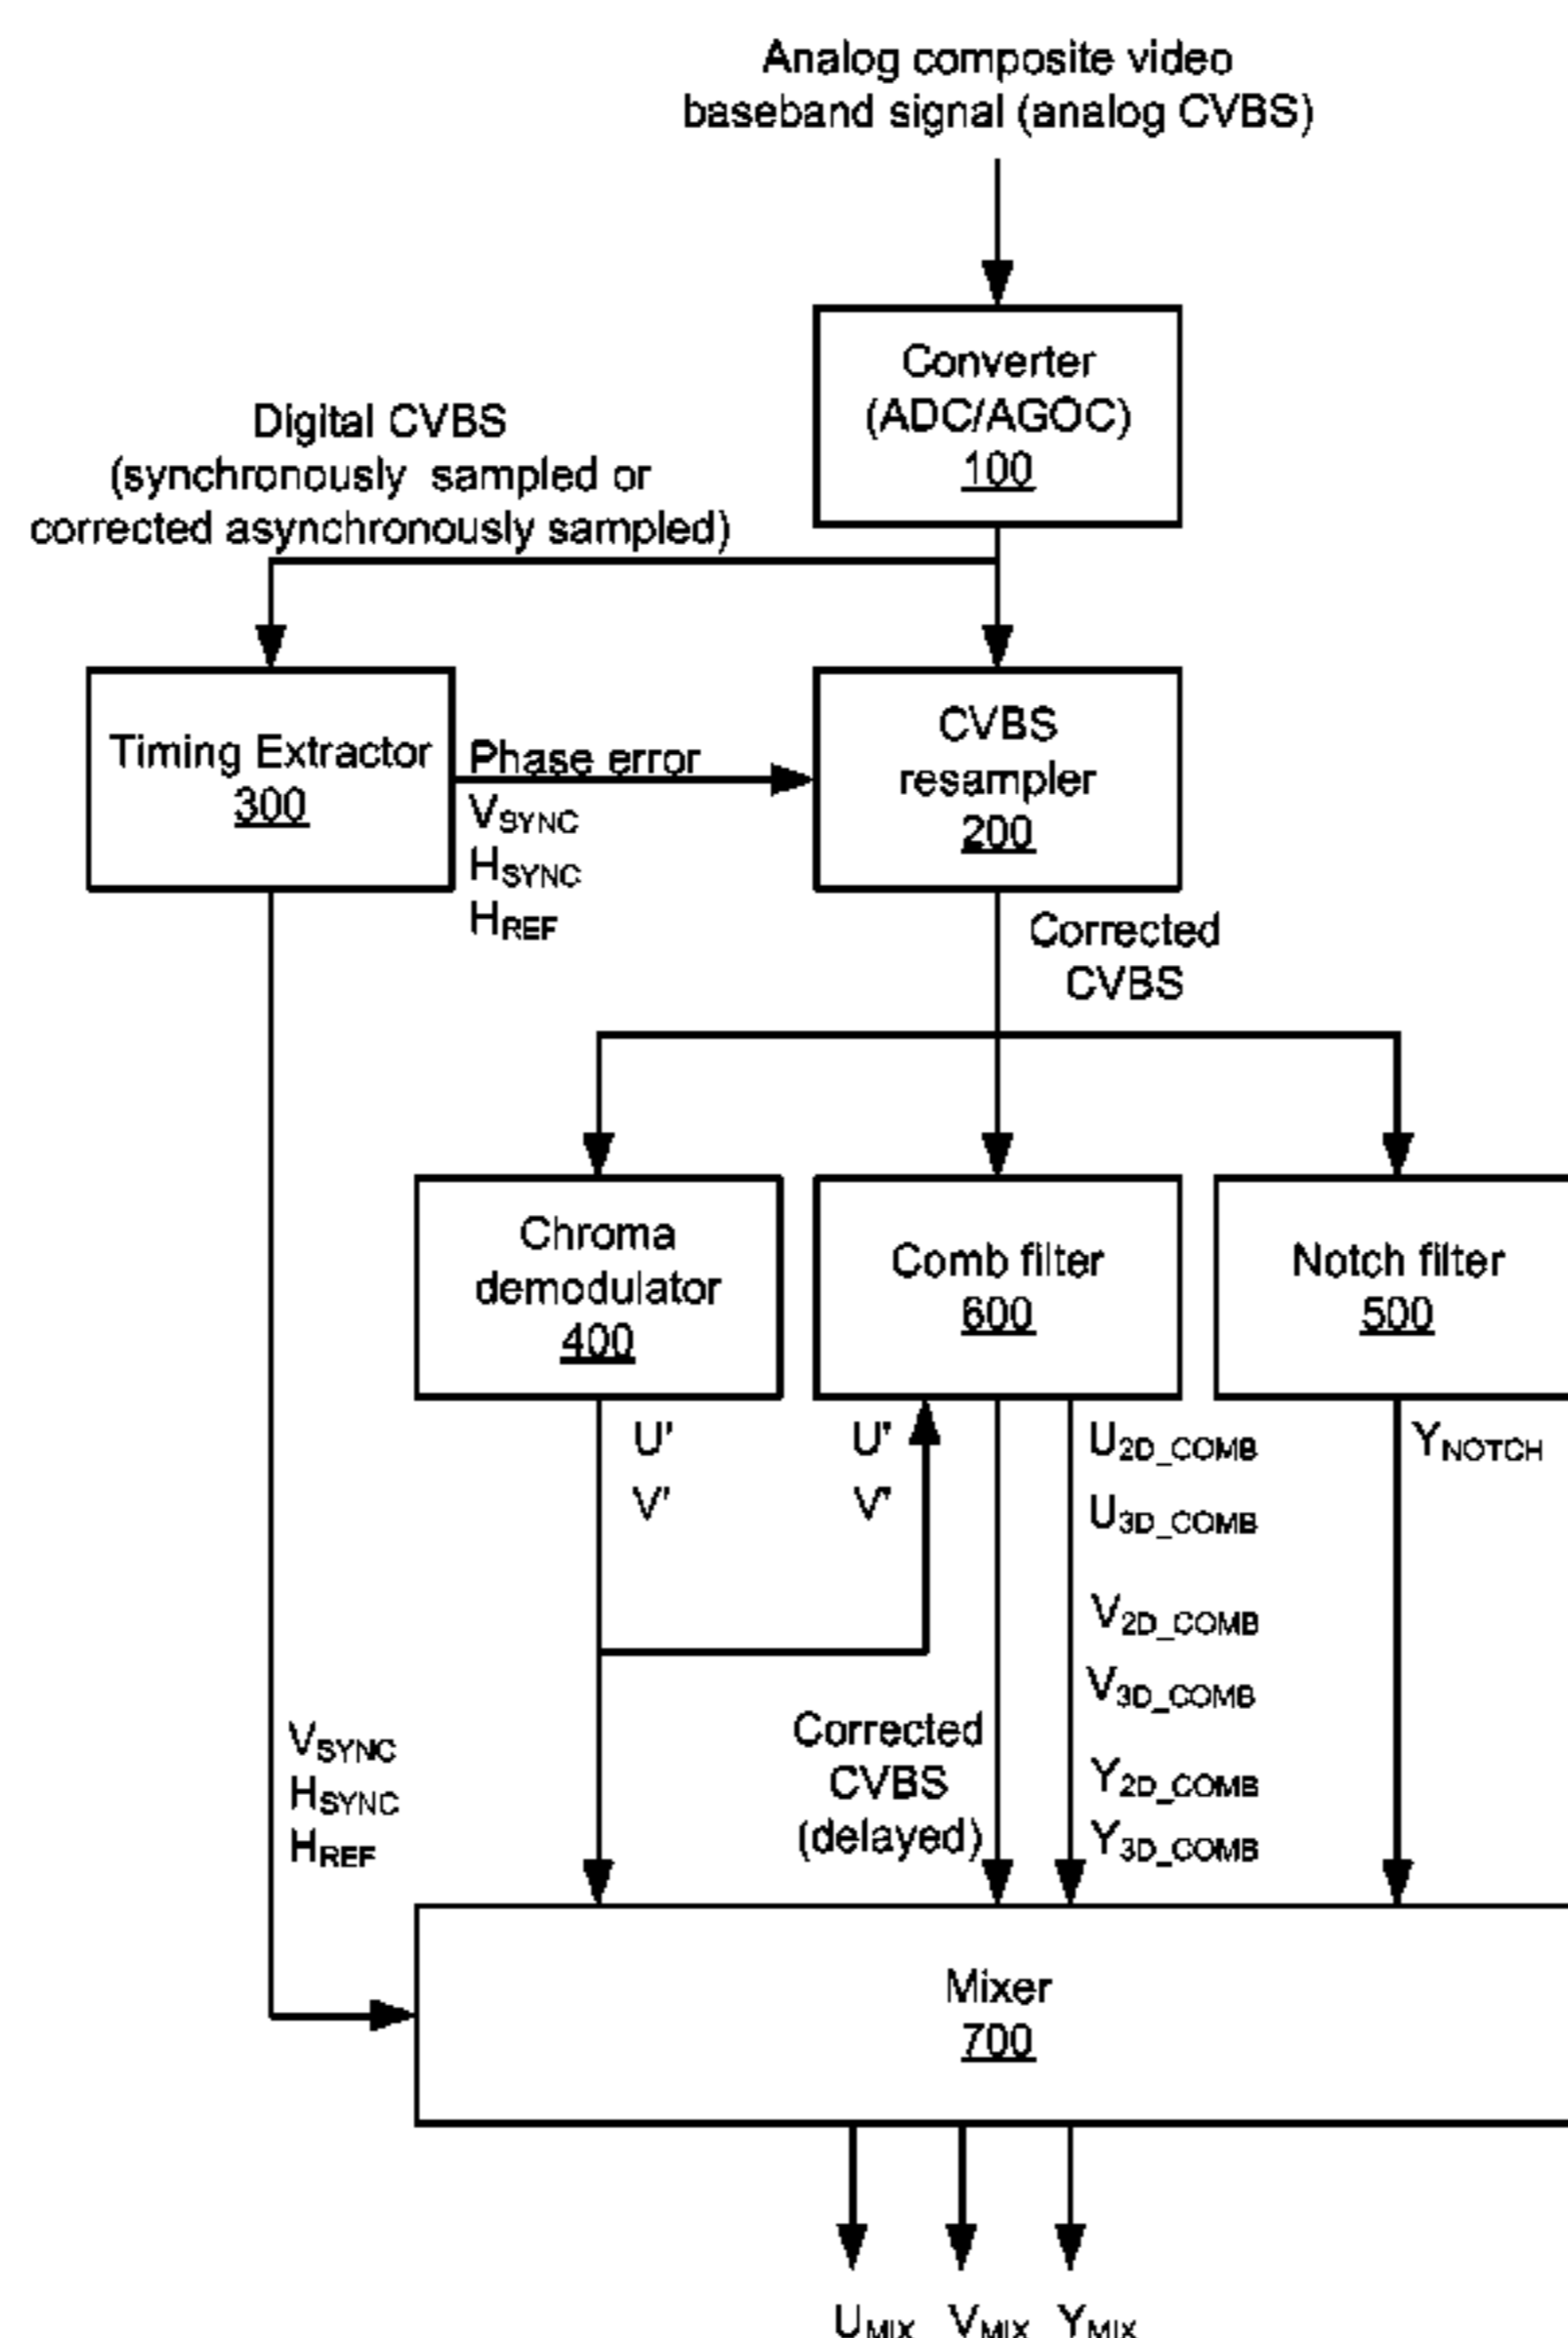 Analog composite video
baseband signal (analog CVBS)
Converter
(ADC/AGOC)
100
Digital CVBS
(synchronously sampled or
corrected asynchronously sampled)
Timing Extractor
300
Phase error
VSYNC
HSYNC
HREF
CVBS
resampler
200
Corrected
CVBS
Chroma
demodulator
400
Comb filter
600
Notch filter
500
U'
V'
U'
V'
U2D_COMB
U3D_COMB
V2D_COMB
V3D_COMB
Y2D_COMB
Y3D_COMB
YNOTCH
Corrected
CVBS
(delayed)
VSYNC
HSYNC
HREF
Mixer
700
UMIX VMIX YMIX